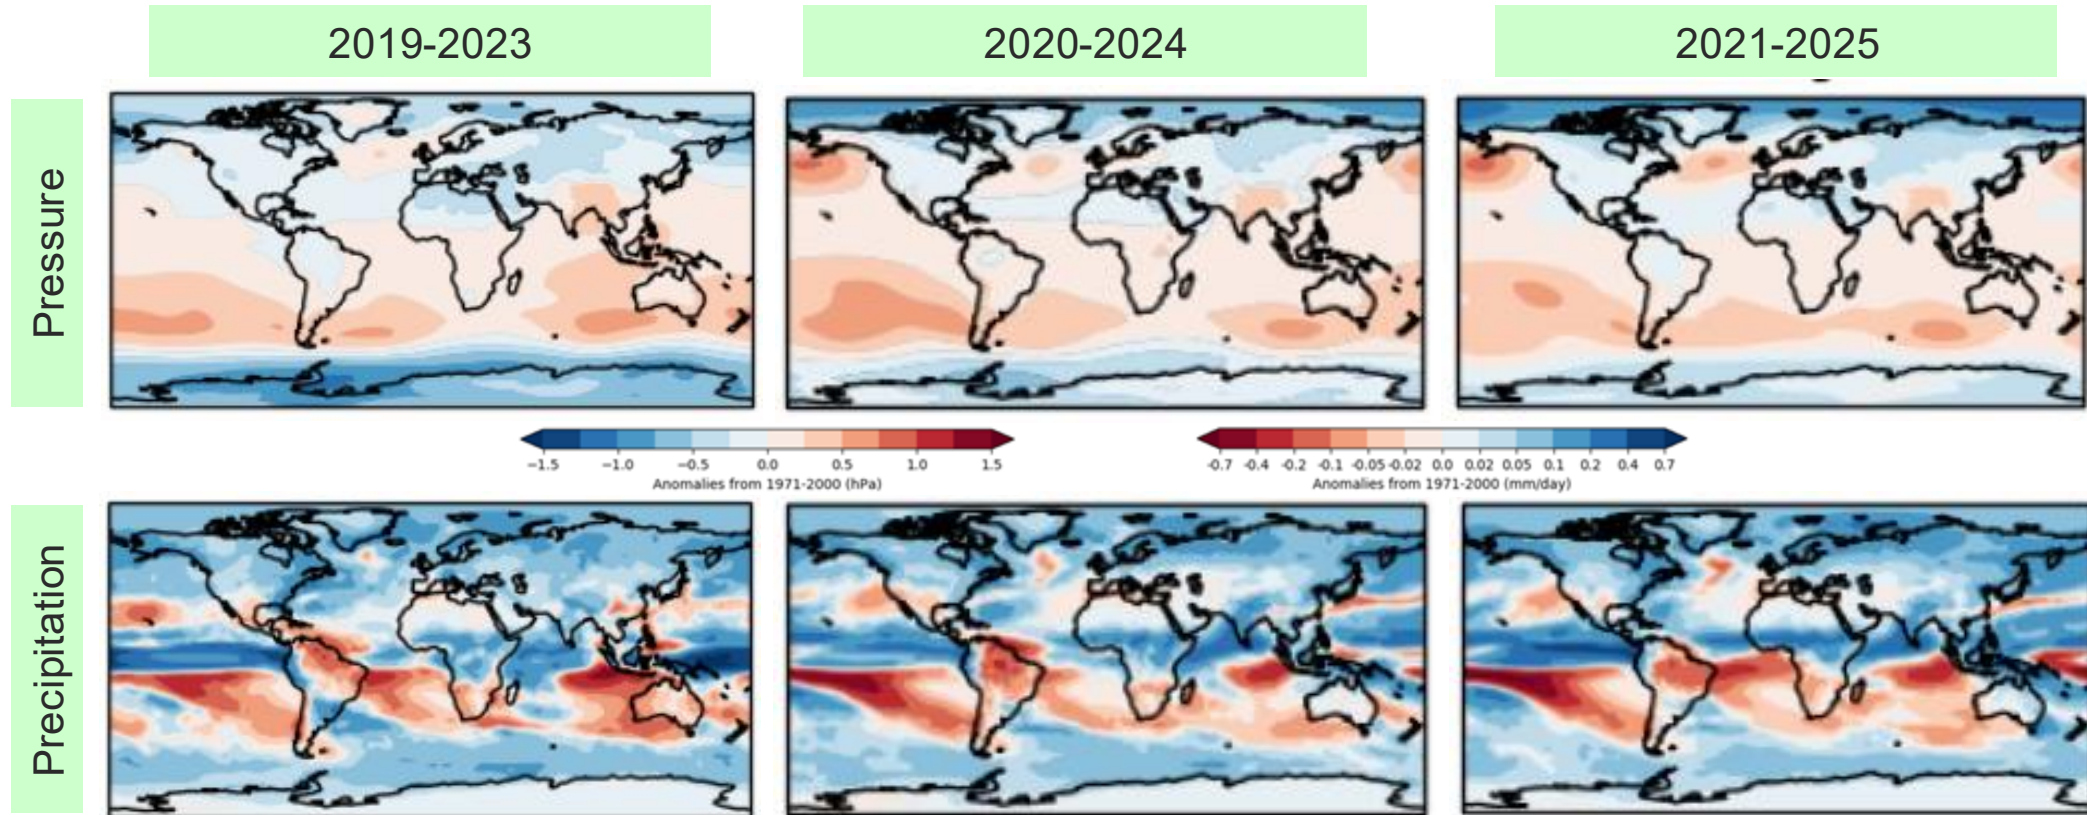 2019-2023
2020-2024
2021-2025
Pressure
−1.5 −1.0 −0.5 0.0 0.5 1.0 1.5
Anomalies from 1971-2000 (hPa)
-0.7 -0.4 -0.2 -0.1 -0.05 -0.02 0.0 0.02 0.05 0.1 0.2 0.4 0.7
Anomalies from 1971-2000 (mm/day)
Precipitation